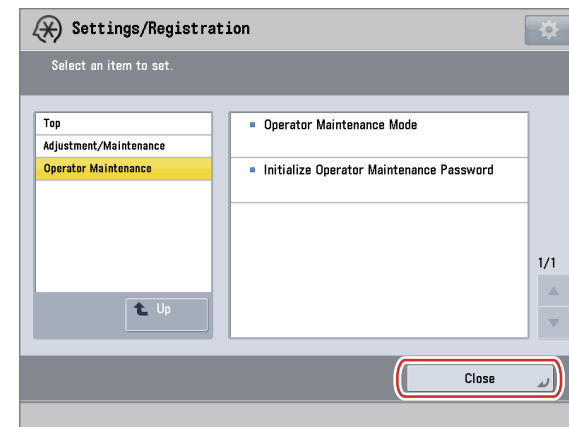 Settings/Registration
Select an item to set.
Top
Adjustment/Maintenance
Operator Maintenance
Up
Operator Maintenance Mode
Initialize Operator Maintenance Password
1/1
Close